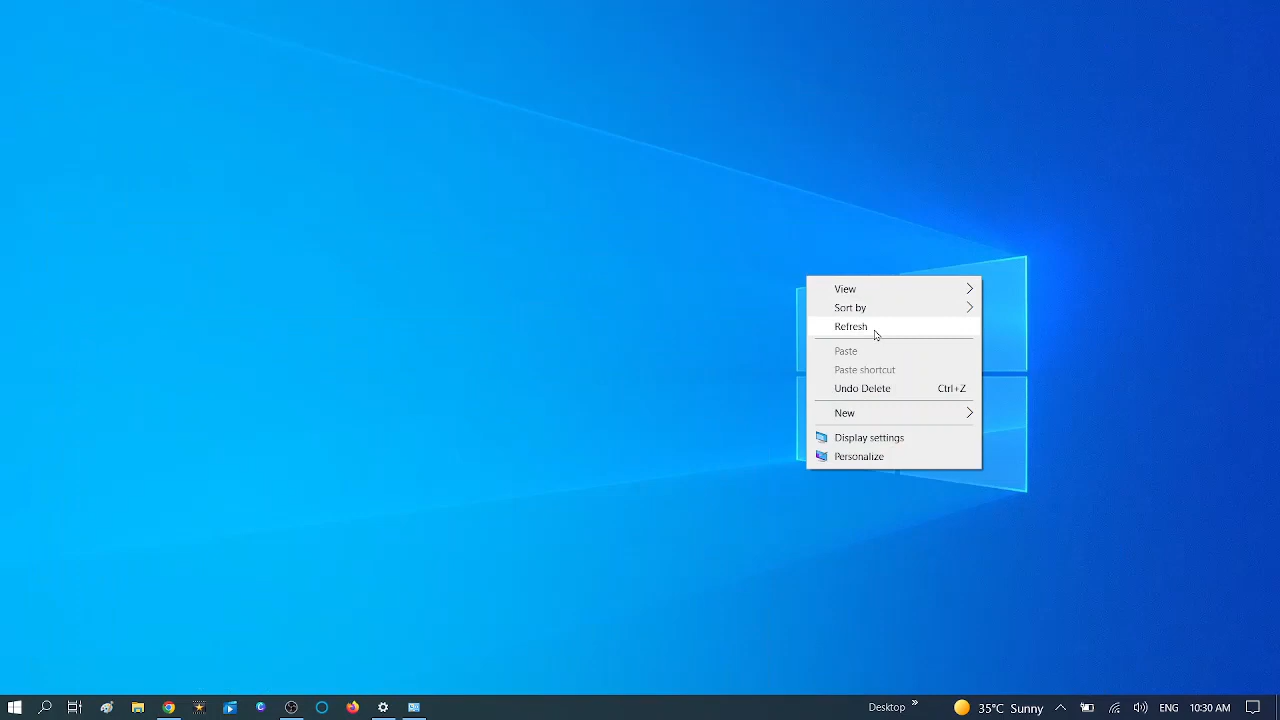 View
Sort by
Refresh
Paste
Paste shortcut
Undo Delete Ctrl+Z
New
Display settings
Personalize
Desktop » 35°C Sunny ENG 10:30 AM